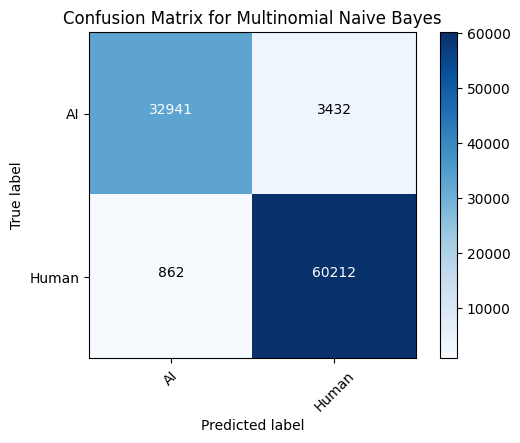 Confusion Matrix for Multinomial Naive Bayes
AI
32941
3432
Human
862
60212
True label
AI
Human
Predicted label
60000
50000
40000
30000
20000
10000